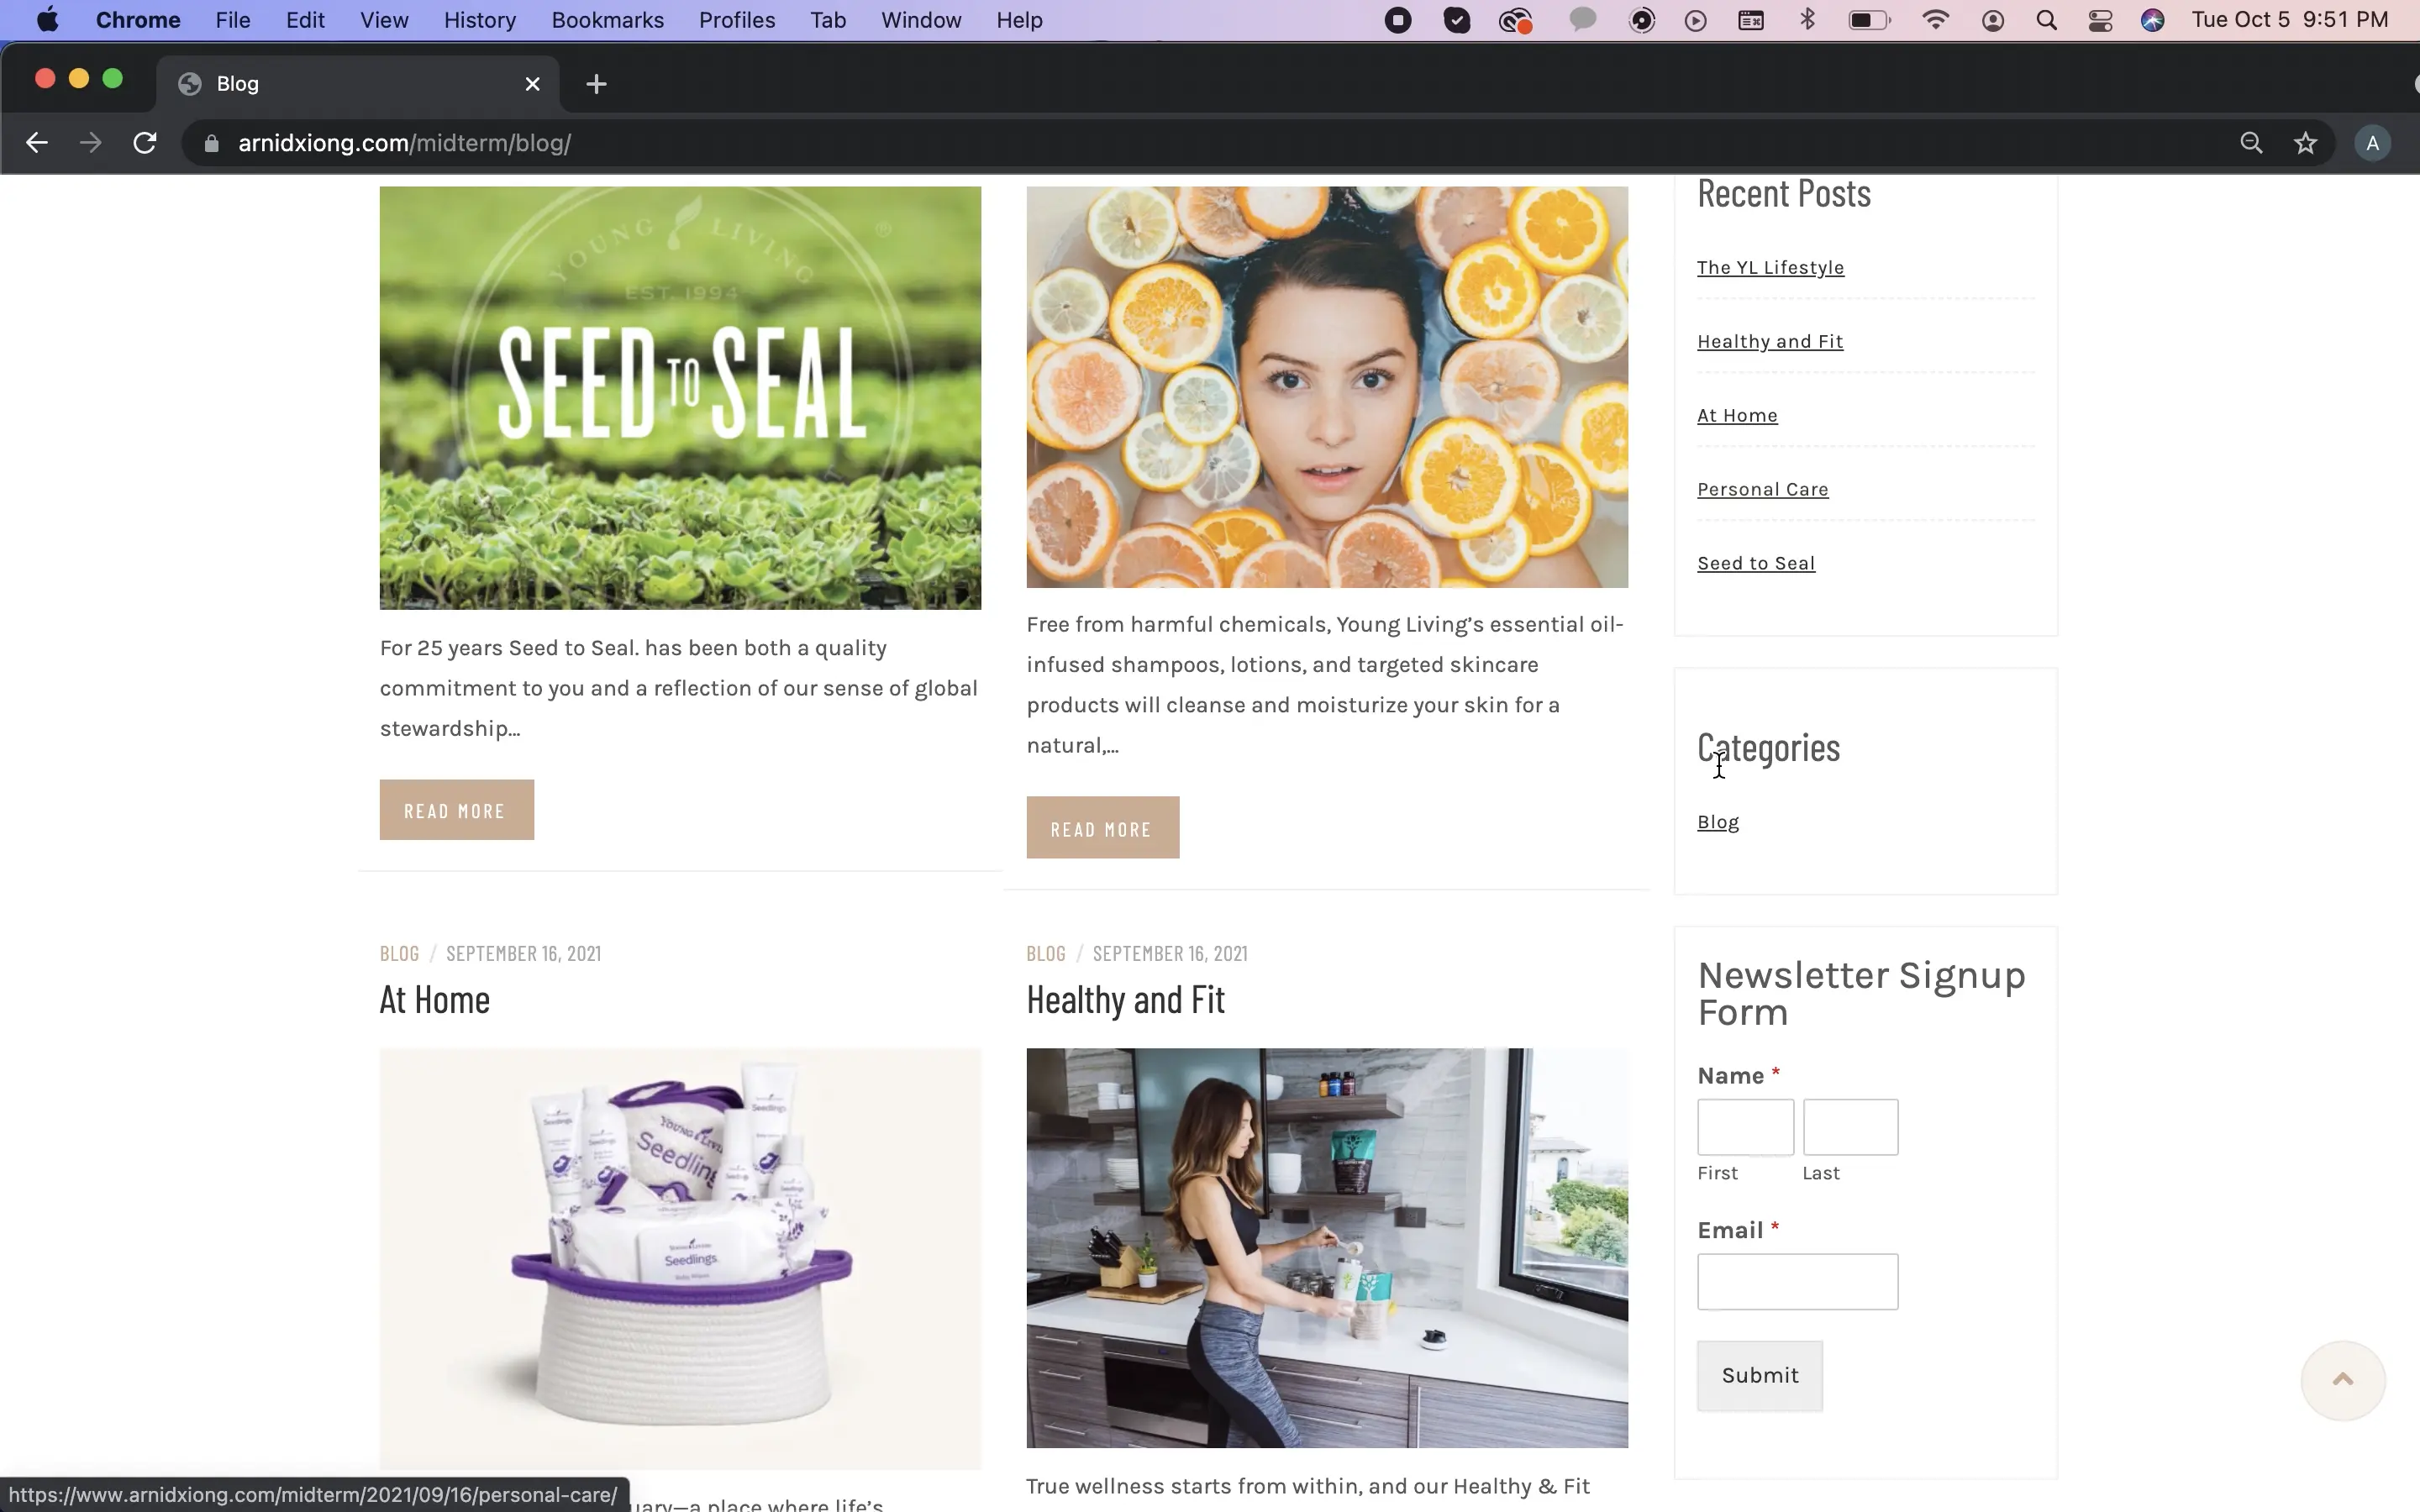 Chrome File Edit View History Bookmarks Profiles Tab Window Help Tue Oct 5 9:51 PM
Blog
arnidxiong.com/midterm/blog/
A
YOUNG LIVING ®
EST. 1994
SEED TO SEAL
For 25 years Seed to Seal. has been both a quality
commitment to you and a reflection of our sense of global
stewardship...
READ MORE
Free from harmful chemicals, Young Living’s essential oil-
infused shampoos, lotions, and targeted skincare
products will cleanse and moisturize your skin for a
natural,...
READ MORE
BLOG / SEPTEMBER 16, 2021
At Home
Seedlings
Young Living
Seedlings
Seedlings
BLOG / SEPTEMBER 16, 2021
Healthy and Fit
True wellness starts from within, and our Healthy & Fit
uary—a place where life’s
Recent Posts
The YL Lifestyle
Healthy and Fit
At Home
Personal Care
Seed to Seal
Categories
Blog
Newsletter Signup
Form
Name *
First Last
Email *
Submit
https://www.arnidxiong.com/midterm/2021/09/16/personal-care/